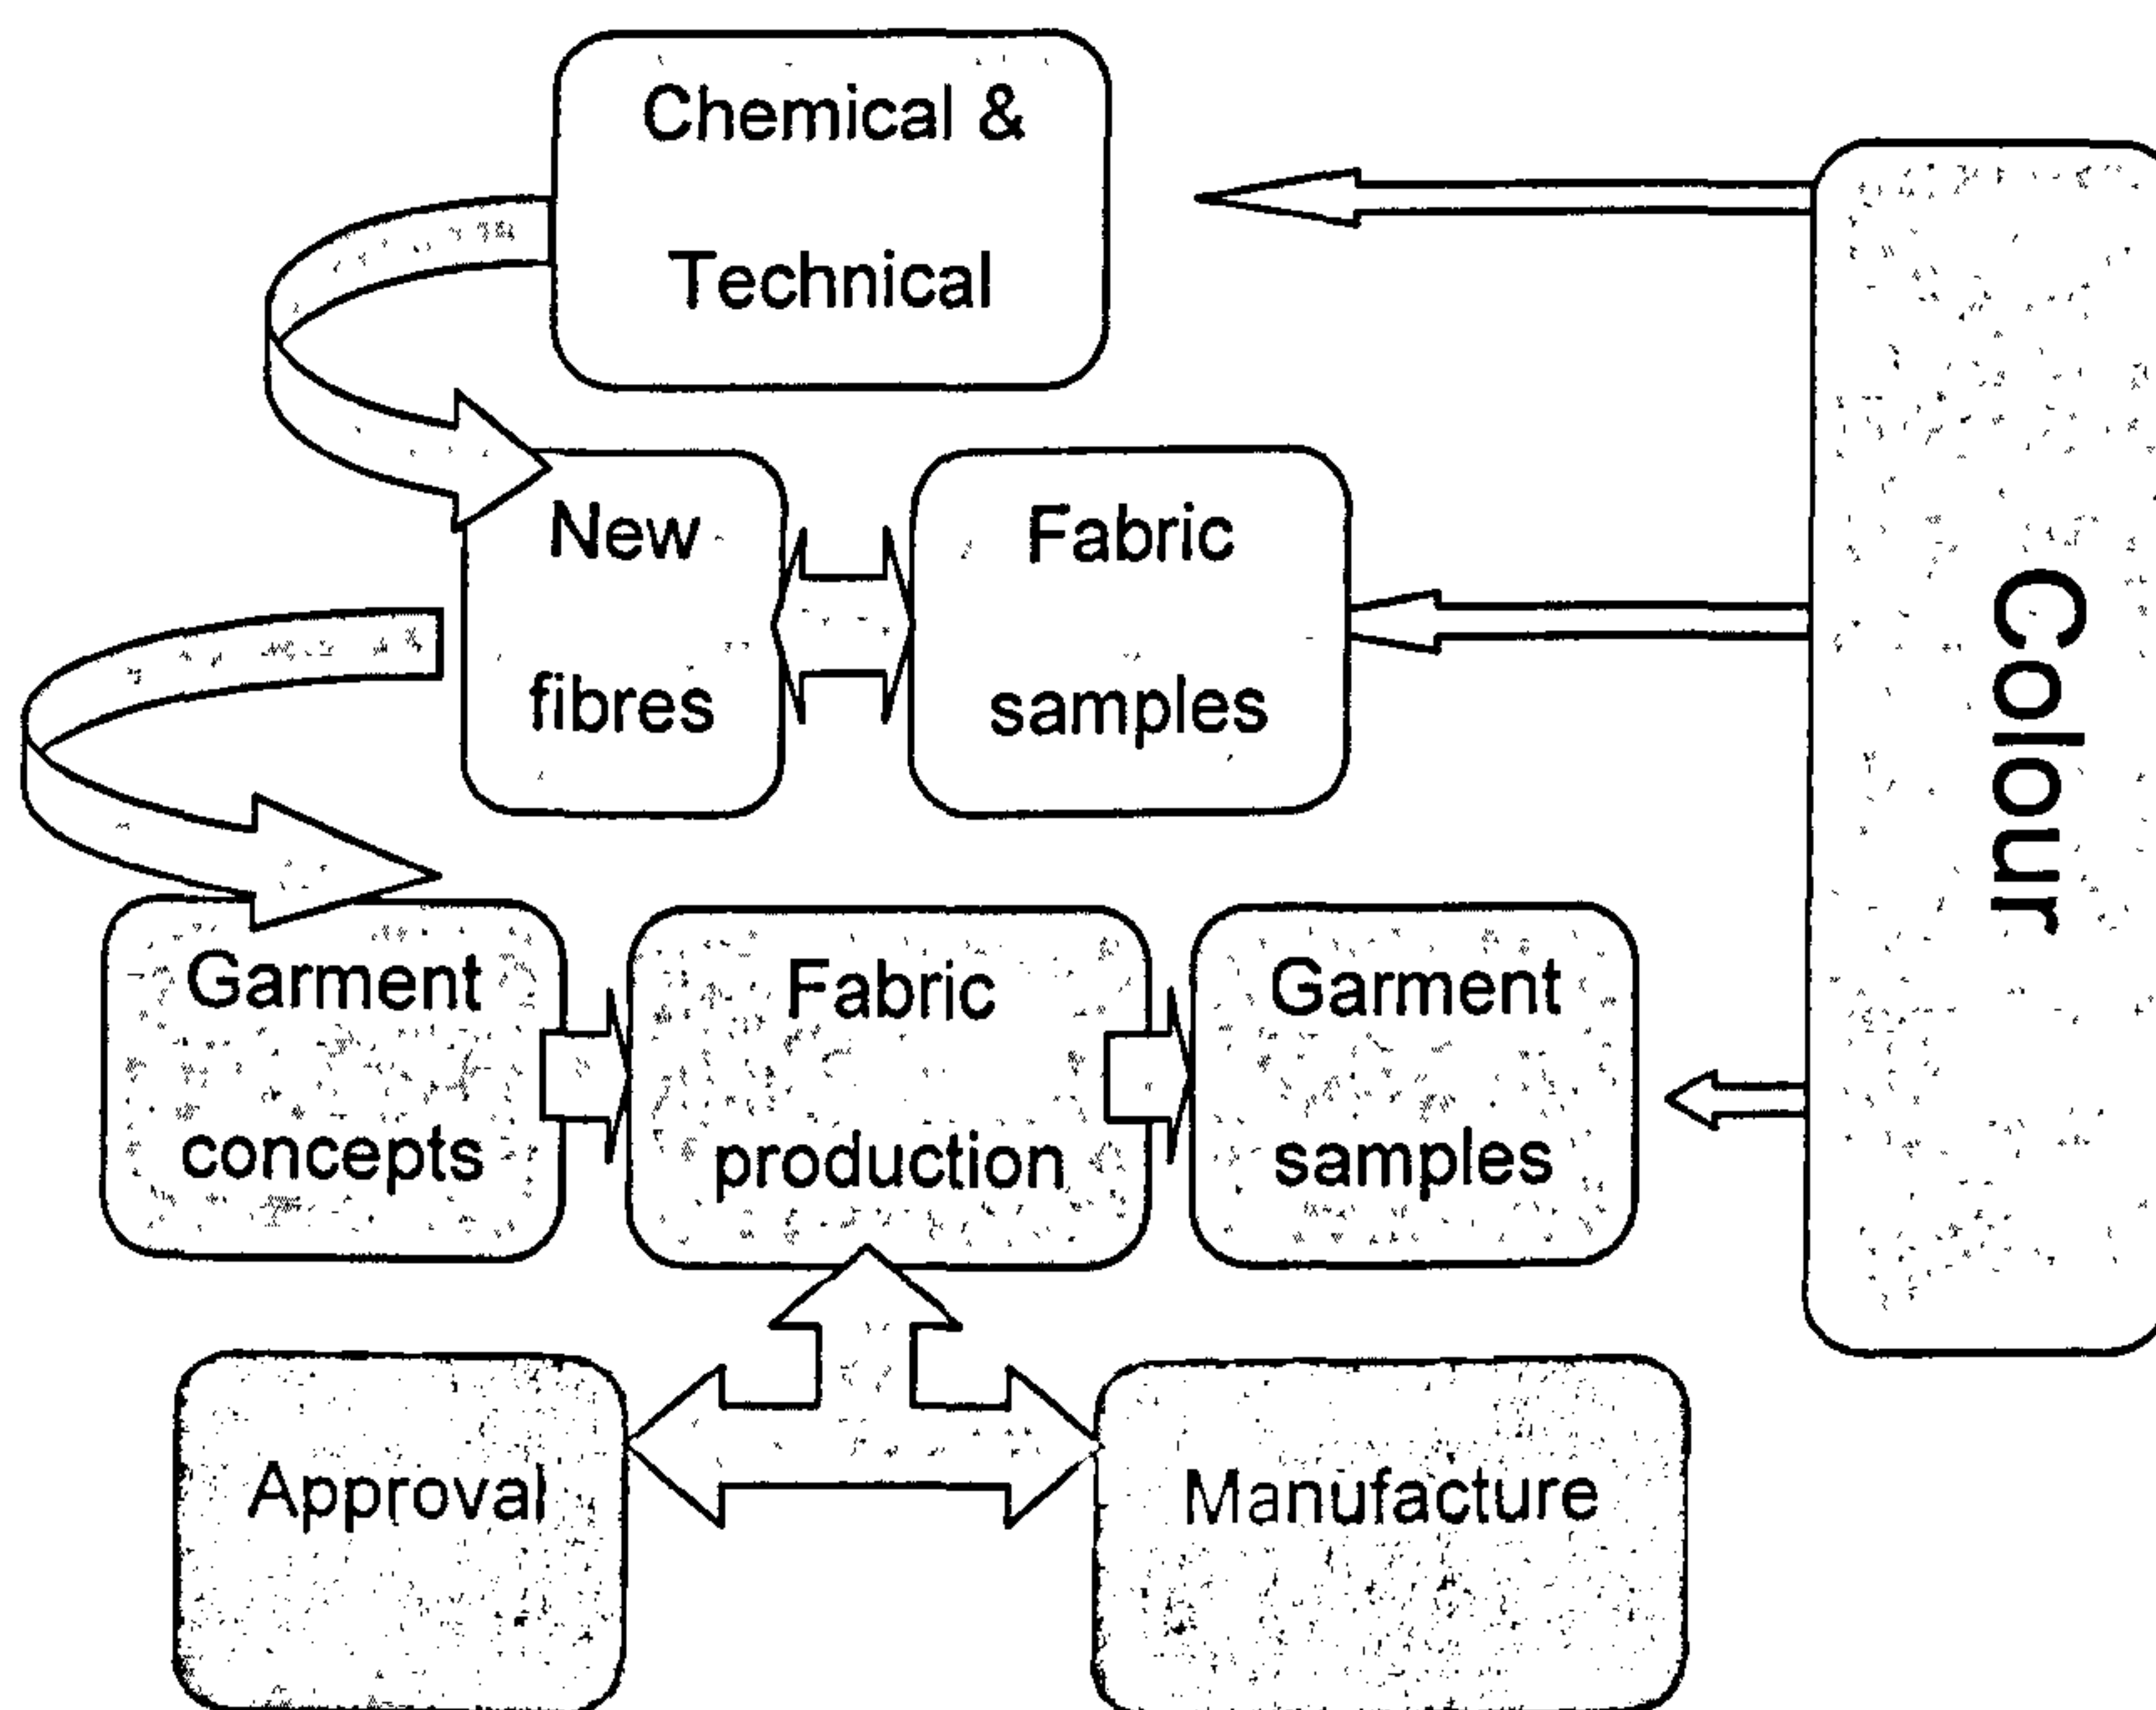 Chemical &
Technical
New
fibres
Fabric
samples
Colour
Garment
concepts
Fabric
production
Garment
samples
Approval
Manufacture